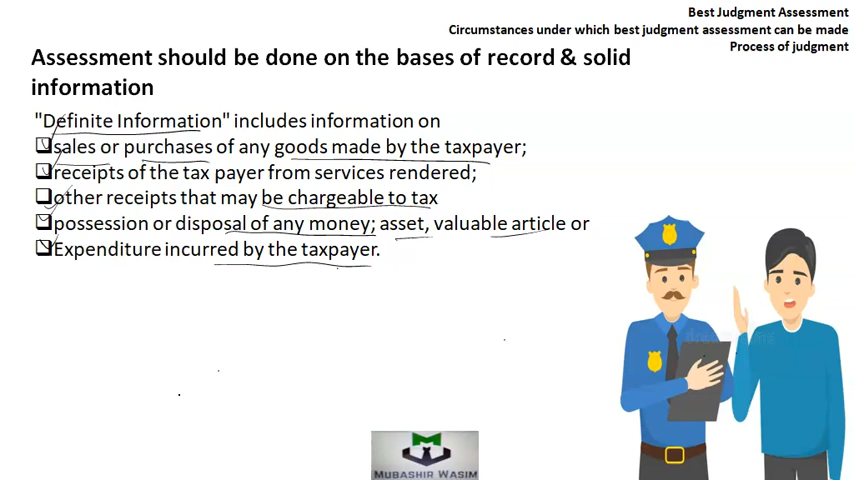 Best Judgment Assessment
Circumstances under which best judgment assessment can be made
Process of judgment
Assessment should be done on the bases of record & solid
information
"Definite Information" includes information on
sales or purchases of any goods made by the taxpayer;
receipts of the tax payer from services rendered;
other receipts that may be chargeable to tax
possession or disposal of any money; asset, valuable article or
Expenditure incurred by the taxpayer.
MUBASHIR WASIM